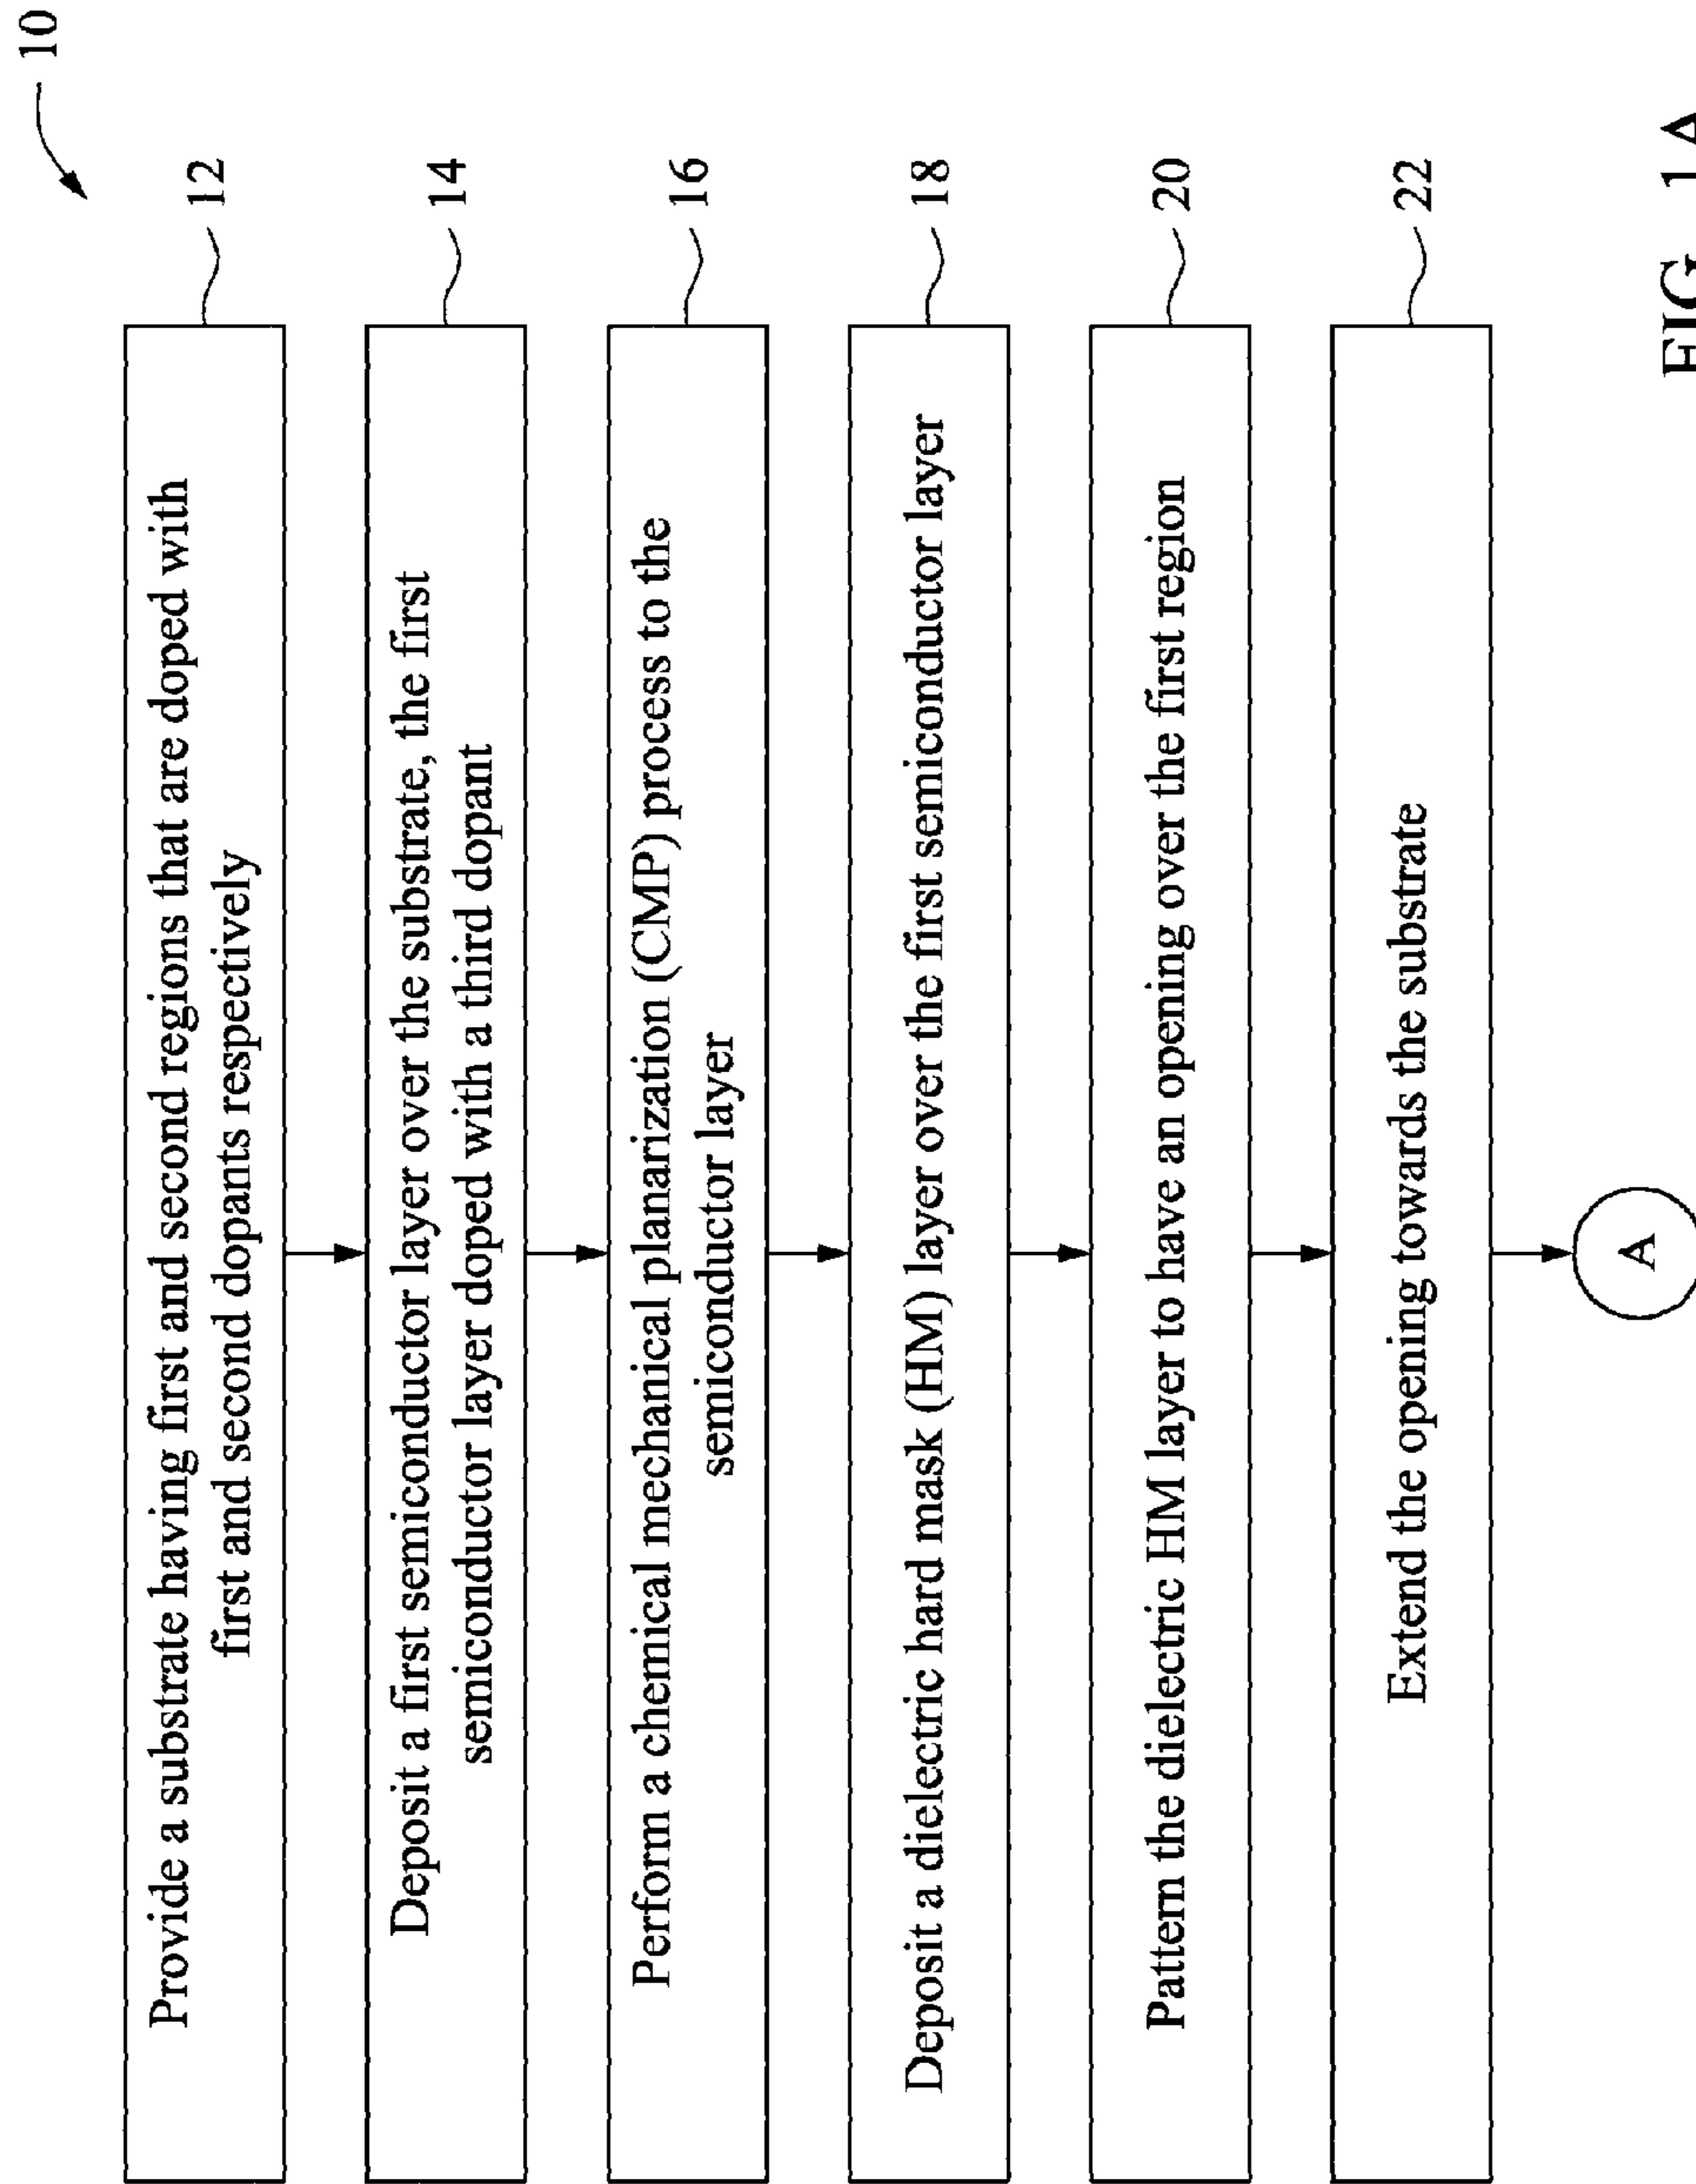 10
Provide a substrate having first and second regions that are doped with
first and second dopants respectively
12
Deposit a first semiconductor layer over the substrate, the first
semiconductor layer doped with a third dopant
14
Perform a chemical mechanical planarization (CMP) process to the
semiconductor layer
16
Deposit a dielectric hard mask (HM) layer over the first semiconductor layer
18
Pattern the dielectric HM layer to have an opening over the first region
20
Extend the opening towards the substrate
22
A
FIG. 1A